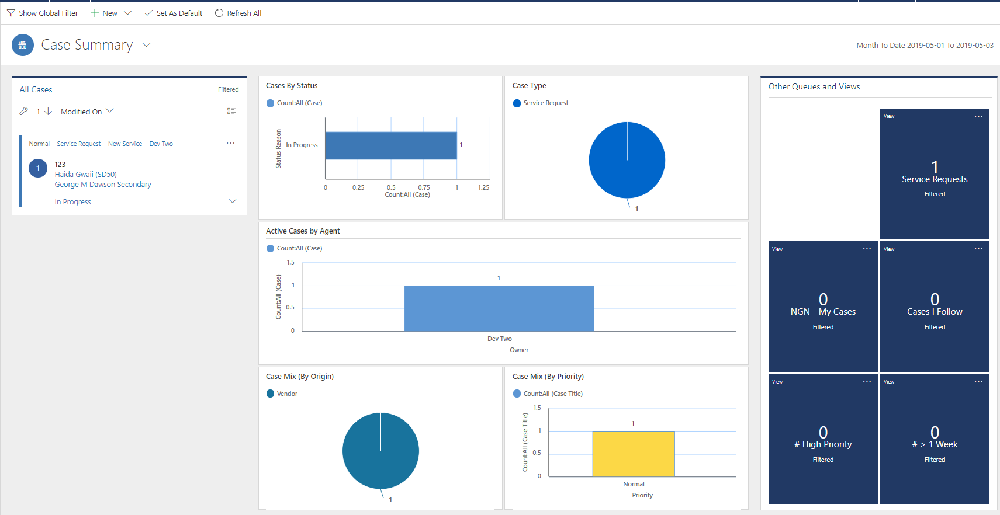 Show Global Filter
New
Set As Default
Refresh All
Case Summary
Month To Date 2019-05-01 To 2019-05-03
All Cases
Filtered
1
Modified On
Normal Service Request New Service Dev Two
...
1
123
Haida Gwaii (SD50)
George M Dawson Secondary
In Progress
Cases By Status
Count:All (Case)
Status Reason
In Progress
1
0 0.25 0.5 0.75 1 1.25
Count:All (Case)
Case Type
Service Request
1
Active Cases by Agent
Count:All (Case)
Count:All (Case)
1.5
1
0.5
0
1
Dev Two
Owner
Case Mix (By Origin)
Vendor
1
Case Mix (By Priority)
Count:All (Case Title)
Count:All (Case Title)
1.5
1
0.5
0
1
Normal
Priority
Other Queues and Views
View ...
1
Service Requests
Filtered
View ...
0
NGN - My Cases
Filtered
View ...
0
Cases I Follow
Filtered
View ...
0
# High Priority
Filtered
View ...
0
# > 1 Week
Filtered